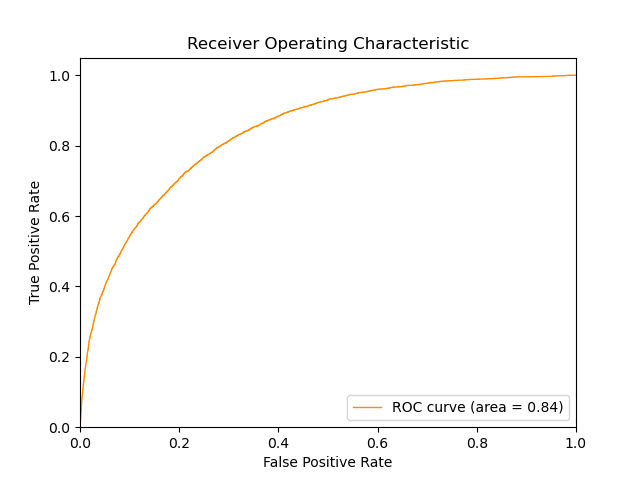 Receiver Operating Characteristic
True Positive Rate
1.0
0.8
0.6
0.4
0.2
0.0
ROC curve (area = 0.84)
0.0 0.2 0.4 0.6 0.8 1.0
False Positive Rate